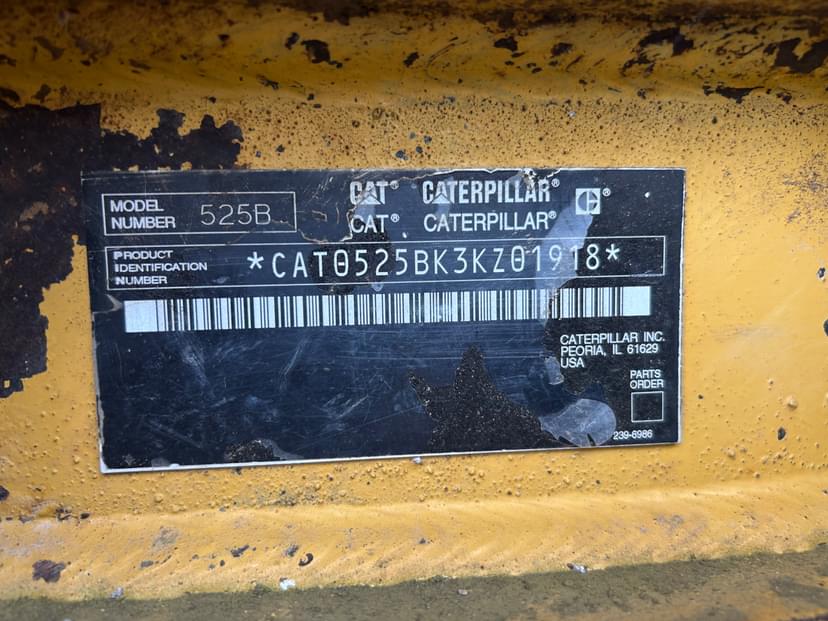 MODEL NUMBER 525B
CAT® CATERPILLAR®
CAT® CATERPILLAR®
PRODUCT IDENTIFICATION NUMBER *CAT0525BK3KZ01918*
CATERPILLAR INC.
PEORIA, IL 61629
USA
PARTS
ORDER
239-6986